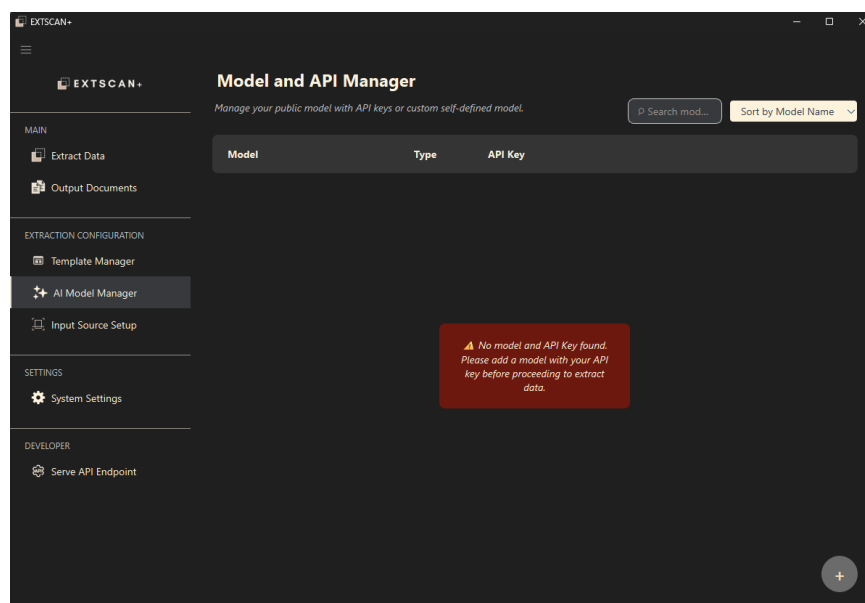 EXTSCAN+
EXTSCAN+
MAIN
Extract Data
Output Documents
EXTRACTION CONFIGURATION
Template Manager
AI Model Manager
Input Source Setup
SETTINGS
System Settings
DEVELOPER
Serve API Endpoint
Model and API Manager
Manage your public model with API keys or custom self-defined model.
Search mod...
Sort by Model Name
Model Type API Key
No model and API Key found.
Please add a model with your API
key before proceeding to extract
data.
+